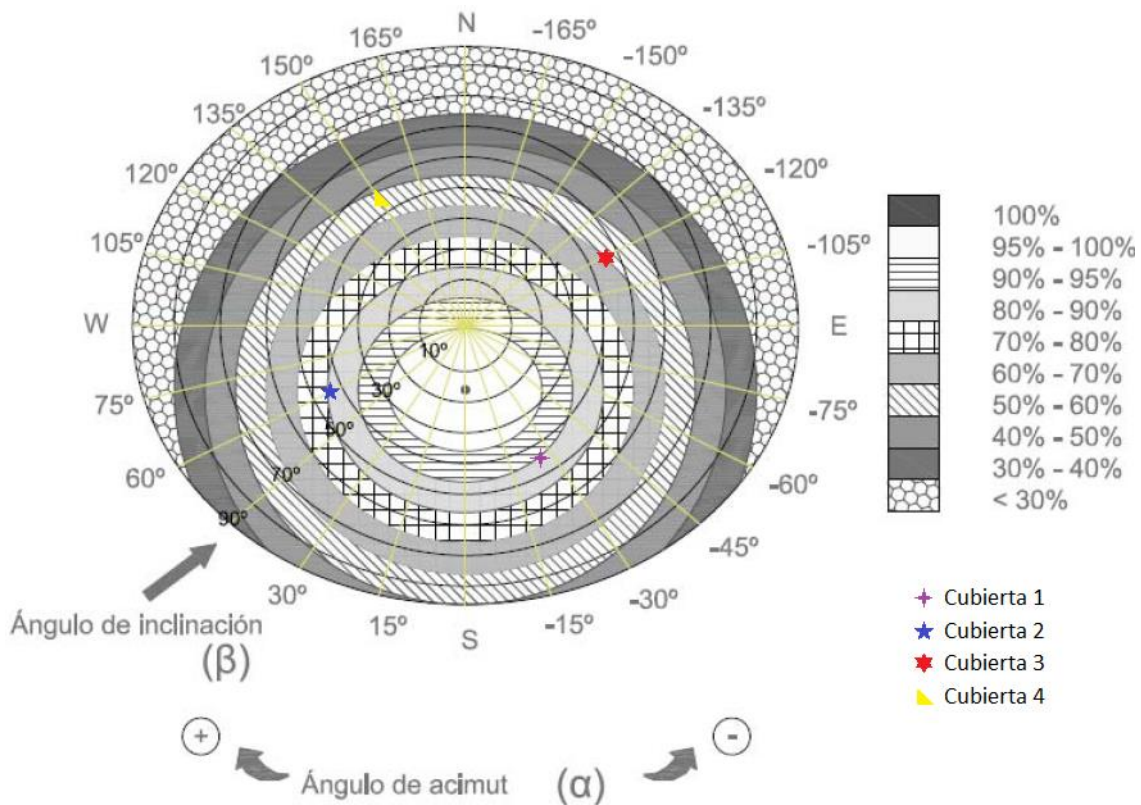 N
165º
-165º
150º
-150º
135º
-135º
120º
-120º
105º
-105º
W
E
75º
-75º
60º
-60º
-45º
30º
-30º
15º
-15º
S
10º
30º
50º
70º
90º
100%
95% - 100%
90% - 95%
80% - 90%
70% - 80%
60% - 70%
50% - 60%
40% - 50%
30% - 40%
< 30%
Cubierta 1
Cubierta 2
Cubierta 3
Cubierta 4
Ángulo de inclinación
(β)
+
-
Ángulo de acimut (α)